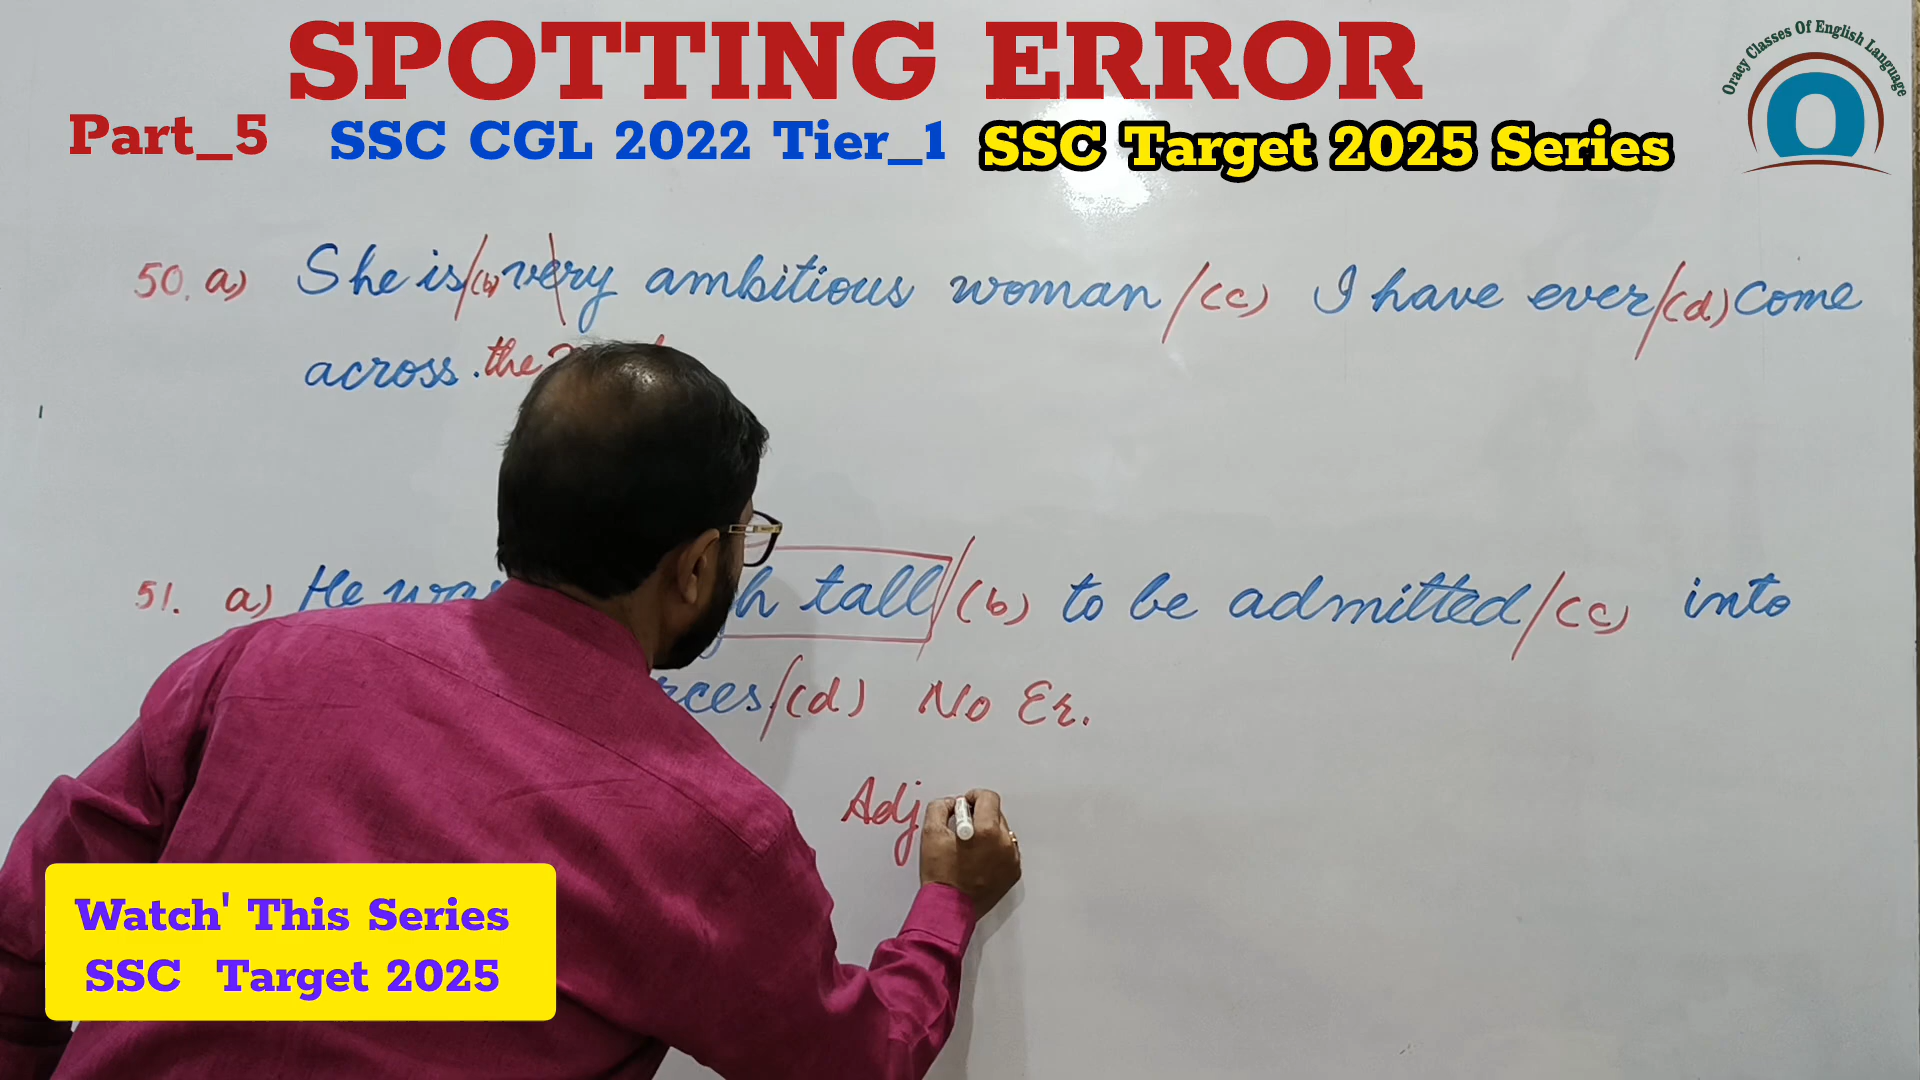 SPOTTING ERROR
Oracy Classes Of English Language
O
Part_5 SSC CGL 2022 Tier_1 SSC Target 2025 Series
50. a) She is/(b) very ambitious woman /(c) I have ever/(d) Come
across. the
51. a) He was tall/(b) to be admitted/(c) into
/(d) No Er.
Adj
Watch' This Series
SSC Target 2025